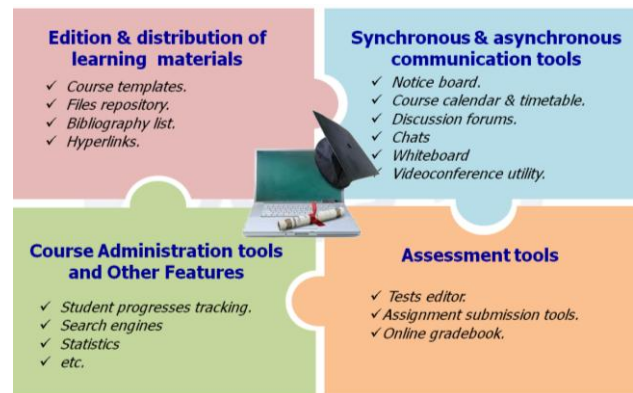 Edition & distribution of
learning materials
✓ Course templates.
✓ Files repository.
✓ Bibliography list.
✓ Hyperlinks.
Synchronous & asynchronous
communication tools
✓ Notice board.
✓ Course calendar & timetable.
✓ Discussion forums.
✓ Chats
✓ Whiteboard
✓ Videoconference utility.
Course Administration tools
and Other Features
✓ Student progresses tracking.
✓ Search engines
✓ Statistics
✓ etc.
Assessment tools
✓ Tests editor.
✓ Assignment submission tools.
✓ Online gradebook.